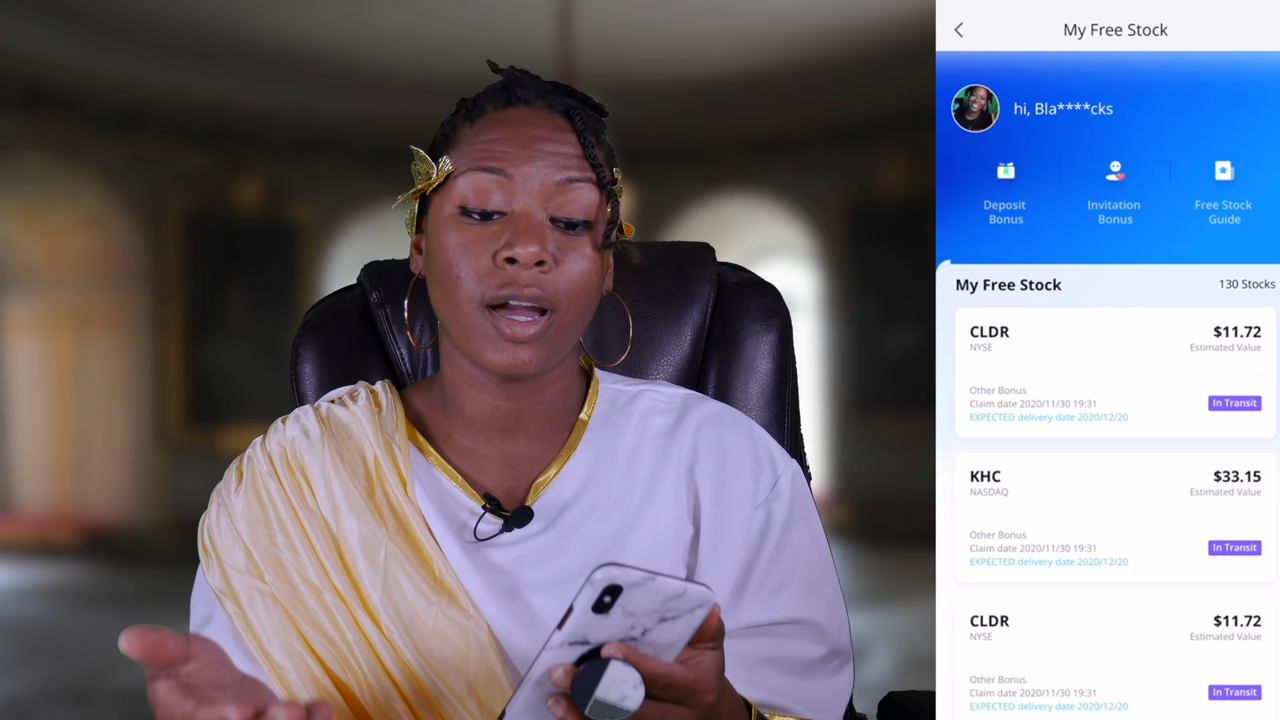 My Free Stock
hi, Bla****cks
Deposit Bonus
Invitation Bonus
Free Stock Guide
My Free Stock 130 Stocks
CLDR $11.72
NYSE Estimated Value
Other Bonus
Claim date 2020/11/30 19:31 In Transit
EXPECTED delivery date 2020/12/20
KHC $33.15
NASDAQ Estimated Value
Other Bonus
Claim date 2020/11/30 19:31 In Transit
EXPECTED delivery date 2020/12/20
CLDR $11.72
NYSE Estimated Value
Other Bonus
Claim date 2020/11/30 19:31 In Transit
EXPECTED delivery date 2020/12/20